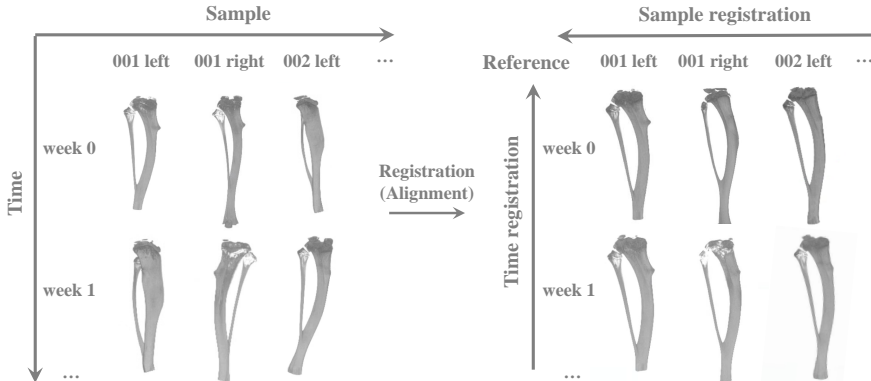 Sample
001 left 001 right 002 left ...
week 0
Time
week 1
...
Registration
(Alignment)
Sample registration
Reference 001 left 001 right 002 left ...
week 0
Time registration
week 1
...